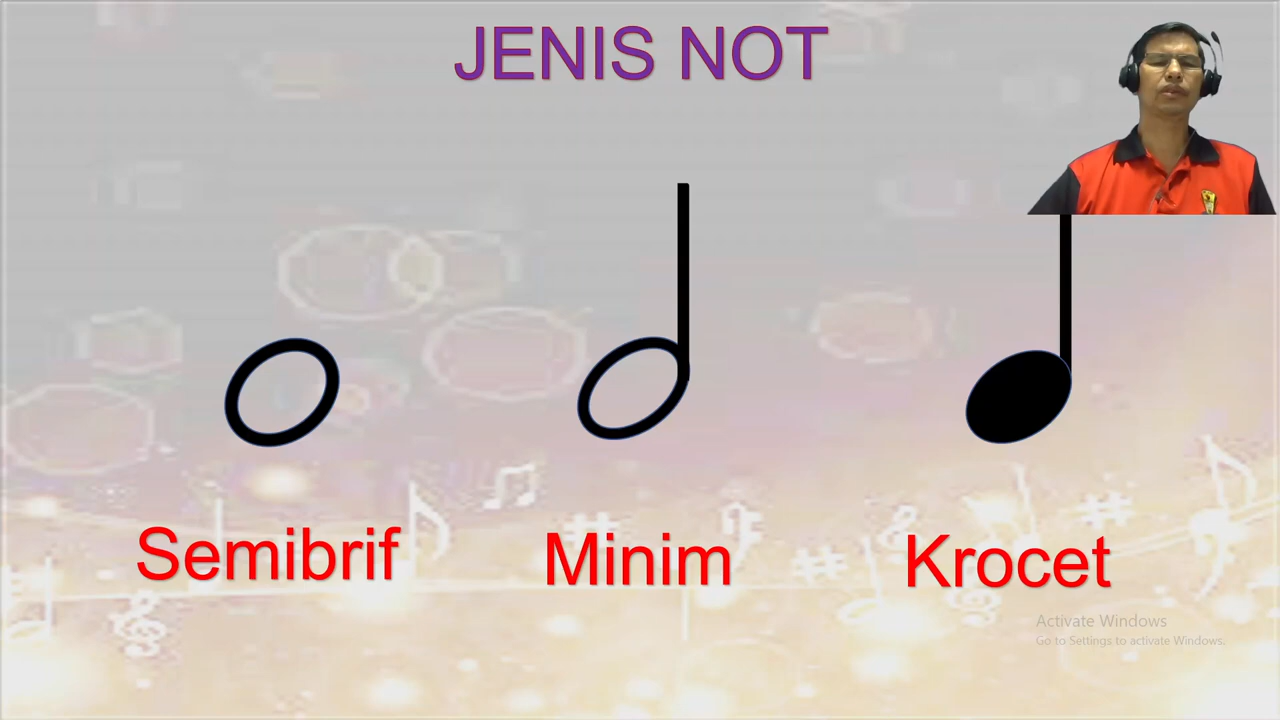 JENIS NOT
Semibrif
Minim
Krocet
Activate Windows
Go to Settings to activate Windows.